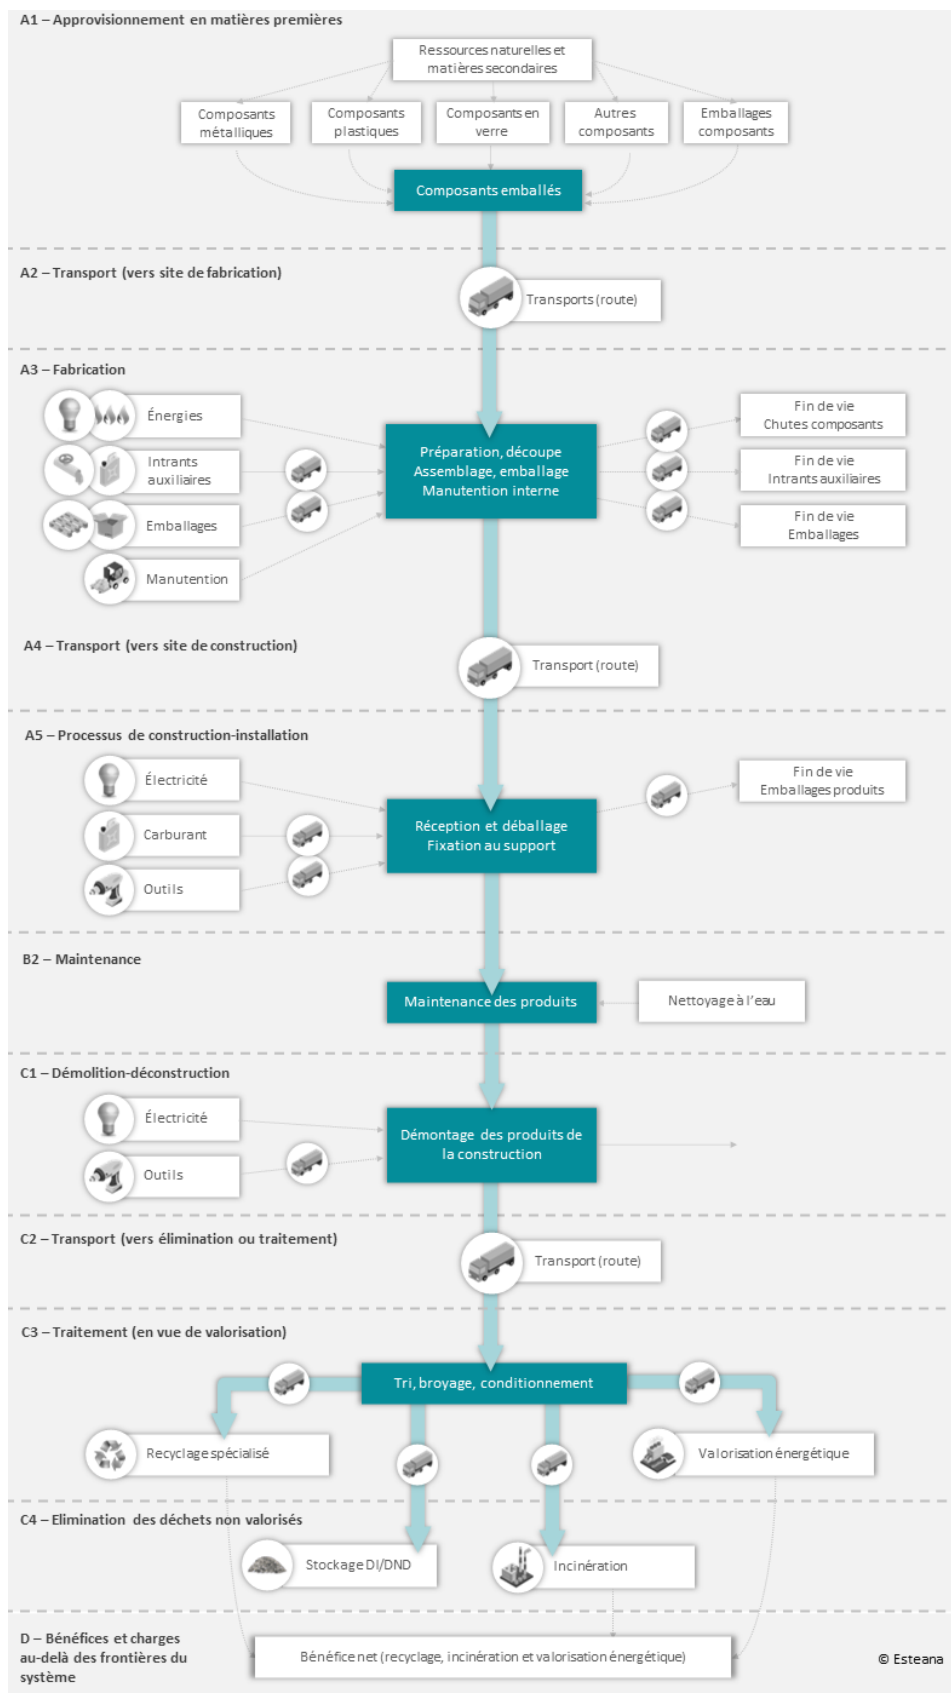 A1 – Approvisionnement en matières premières
Ressources naturelles et
matières secondaires
Composants
métalliques
Composants
plastiques
Composants en
verre
Autres
composants
Emballages
composants
Composants emballés
A2 – Transport (vers site de fabrication)
Transports (route)
A3 – Fabrication
Énergies
Intrants
auxiliaires
Emballages
Manutention
Préparation, découpe
Assemblage, emballage
Manutention interne
Fin de vie
Chutes composants
Fin de vie
Intrants auxiliaires
Fin de vie
Emballages
A4 – Transport (vers site de construction)
Transport (route)
A5 – Processus de construction-installation
Électricité
Carburant
Outils
Réception et déballage
Fixation au support
Fin de vie
Emballages produits
B2 – Maintenance
Maintenance des produits
Nettoyage à l'eau
C1 – Démolition-déconstruction
Électricité
Outils
Démontage des produits de
la construction
C2 – Transport (vers élimination ou traitement)
Transport (route)
C3 – Traitement (en vue de valorisation)
Tri, broyage, conditionnement
Recyclage spécialisé
Valorisation énergétique
C4 – Elimination des déchets non valorisés
Stockage DI/DND
Incinération
D – Bénéfices et charges
au-delà des frontières du
système
Bénéfice net (recyclage, incinération et valorisation énergétique)
© Esteana